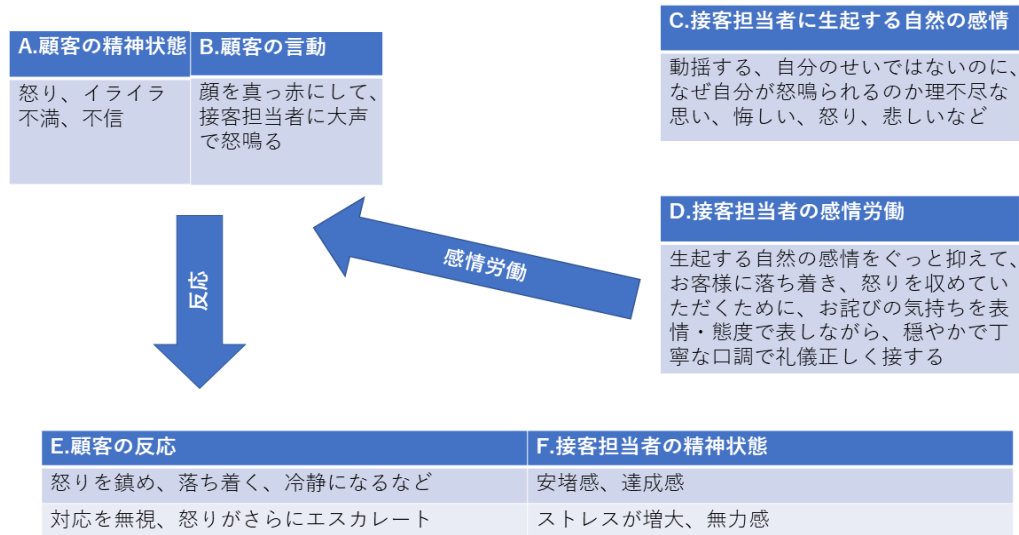 A.顧客の精神状態
B.顧客の言動
怒り、イライラ
不満、不信
顔を真っ赤にして、
接客担当者に大声
で怒鳴る
C.接客担当者に生起する自然の感情
動揺する、自分のせいではないのに、
なぜ自分が怒鳴られるのか理不尽な
思い、悔しい、怒り、悲しいなど
D.接客担当者の感情労働
生起する自然の感情をぐっと抑えて、
お客様に落ち着き、怒りを収めてい
ただくために、お詫びの気持ちを表
情・態度で表しながら、穏やかで丁
寧な口調で礼儀正しく接する
感情労働
反応
E.顧客の反応
F.接客担当者の精神状態
怒りを鎮め、落ち着く、冷静になるなど
安堵感、達成感
対応を無視、怒りがさらにエスカレート
ストレスが増大、無力感